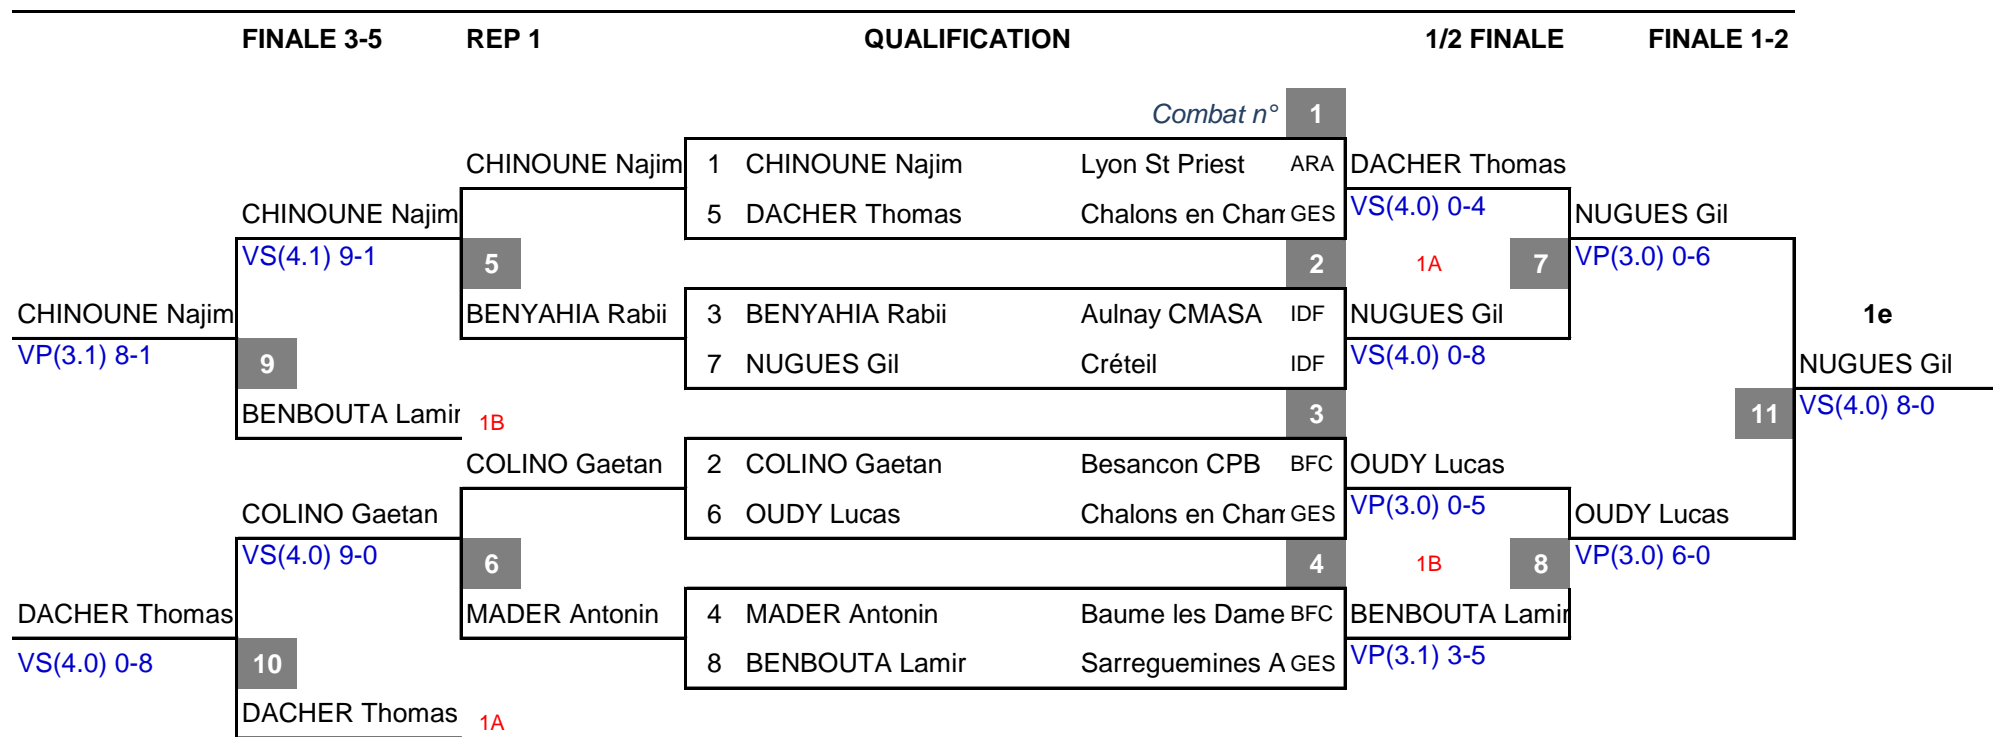 FINALE 3-5 REP 1 QUALIFICATION 1/2 FINALE FINALE 1-2
Combat n° 1
CHINOUNE Najim 1 CHINOUNE Najim Lyon St Priest ARA DACHER Thomas
CHINOUNE Najim 5 DACHER Thomas Chalons en Cham GES VS(4.0) 0-4 NUGUES Gil
VS(4.1) 9-1 5 2 1A 7 VP(3.0) 0-6
CHINOUNE Najim BENYAHIA Rabii 3 BENYAHIA Rabii Aulnay CMASA IDF NUGUES Gil 1e
VP(3.1) 8-1 9 7 NUGUES Gil Créteil IDF VS(4.0) 0-8 NUGUES Gil
BENBOUTA Lamir 1B 3 11 VS(4.0) 8-0
COLINO Gaetan 2 COLINO Gaetan Besancon CPB BFC OUDY Lucas
COLINO Gaetan 6 OUDY Lucas Chalons en Cham GES VP(3.0) 0-5 OUDY Lucas
VS(4.0) 9-0 6 4 1B 8 VP(3.0) 6-0
DACHER Thomas MADER Antonin 4 MADER Antonin Baume les Dame BFC BENBOUTA Lamir
VS(4.0) 0-8 10 8 BENBOUTA Lamir Sarreguemines A GES VP(3.1) 3-5
DACHER Thomas 1A